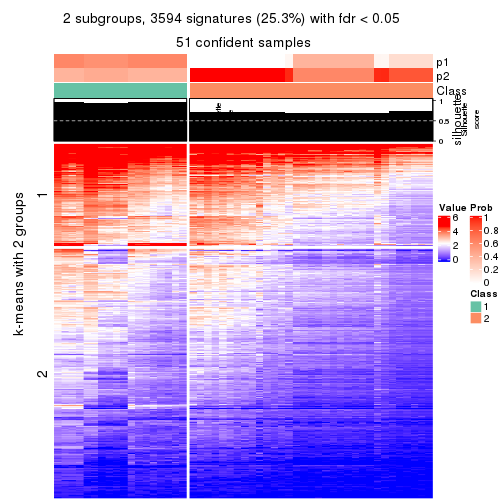 2 subgroups, 3594 signatures (25.3%) with fdr < 0.05
51 confident samples
p1
p2
Class
1
0.5
0
silhouette
Silhouette
score
k-means with 2 groups
1
2
Value
6
4
2
0
Prob
1
0.8
0.6
0.4
0.2
0
Class
1
2